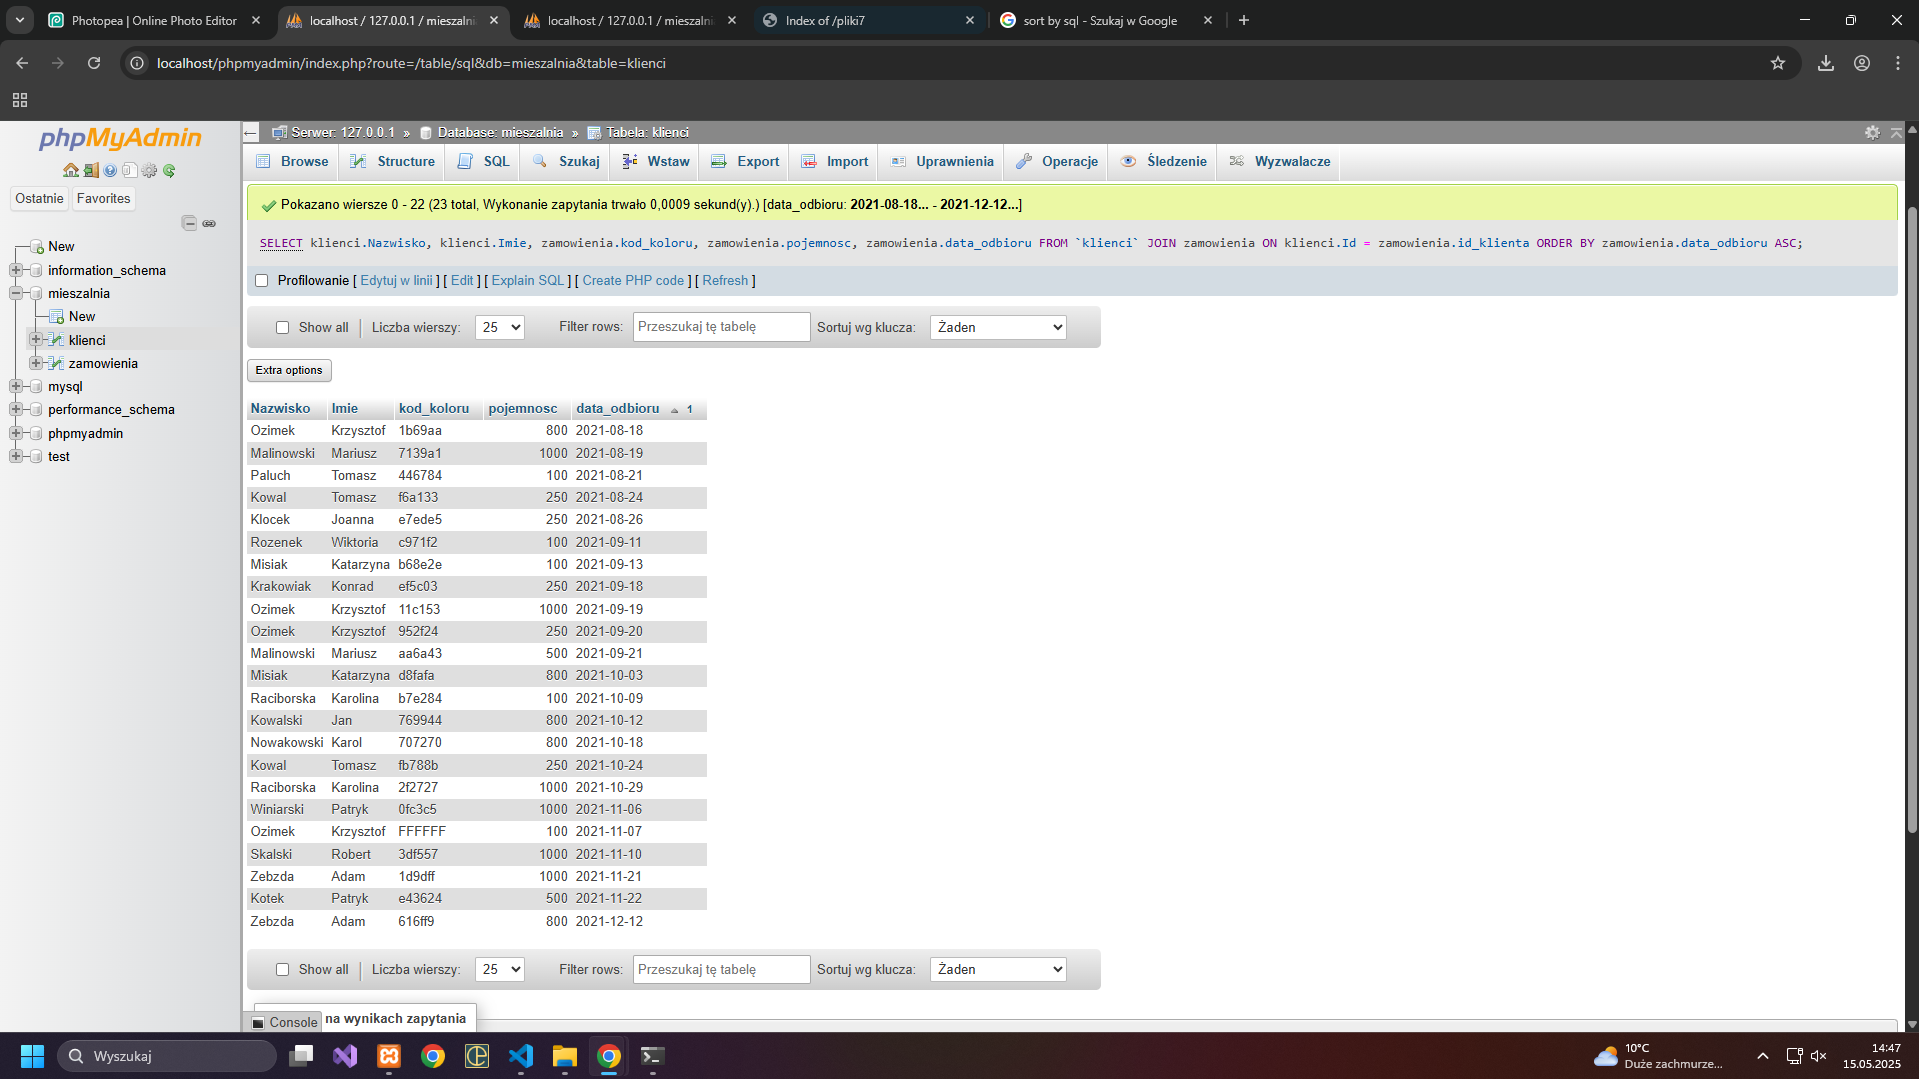 Photopea | Online Photo Editor
localhost / 127.0.0.1 / mieszalni
localhost / 127.0.0.1 / mieszalni
Index of /pliki7
sort by sql - Szukaj w Google
localhost/phpmyadmin/index.php?route=/table/sql&db=mieszalnia&table=klienci
phpMyAdmin
Ostatnie
Favorites
New
information_schema
mieszalnia
New
klienci
zamowienia
mysql
performance_schema
phpmyadmin
test
Serwer: 127.0.0.1 » Database: mieszalnia » Tabela: klienci
Browse Structure SQL Szukaj Wstaw Export Import Uprawnienia Operacje Śledzenie Wyzwalacze
Pokazano wiersze 0 - 22 (23 total, Wykonanie zapytania trwało 0,0009 sekund(y).) [data_odbioru: 2021-08-18... - 2021-12-12...]
SELECT klienci.Nazwisko, klienci.Imie, zamowienia.kod_koloru, zamowienia.pojemnosc, zamowienia.data_odbioru FROM `klienci` JOIN zamowienia ON klienci.Id = zamowienia.id_klienta ORDER BY zamowienia.data_odbioru ASC;
Profilowanie [ Edytuj w linii ] [ Edit ] [ Explain SQL ] [ Create PHP code ] [ Refresh ]
Show all Liczba wierszy: 25 Filter rows: Przeszukaj tę tabelę Sortuj wg klucza: Żaden
Extra options
Nazwisko Imie kod_koloru pojemnosc data_odbioru 1
Ozimek Krzysztof 1b69aa 800 2021-08-18
Malinowski Mariusz 7139a1 1000 2021-08-19
Paluch Tomasz 446784 100 2021-08-21
Kowal Tomasz f6a133 250 2021-08-24
Klocek Joanna e7ede5 250 2021-08-26
Rozenek Wiktoria c971f2 100 2021-09-11
Misiak Katarzyna b68e2e 100 2021-09-13
Krakowiak Konrad ef5c03 250 2021-09-18
Ozimek Krzysztof 11c153 1000 2021-09-19
Ozimek Krzysztof 952f24 250 2021-09-20
Malinowski Mariusz aa6a43 500 2021-09-21
Misiak Katarzyna d8fafa 800 2021-10-03
Raciborska Karolina b7e284 100 2021-10-09
Kowalski Jan 769944 800 2021-10-12
Nowakowski Karol 707270 800 2021-10-18
Kowal Tomasz fb788b 250 2021-10-24
Raciborska Karolina 2f2727 1000 2021-10-29
Winiarski Patryk 0fc3c5 1000 2021-11-06
Ozimek Krzysztof FFFFFF 100 2021-11-07
Skalski Robert 3df557 1000 2021-11-10
Zebzda Adam 1d9dff 1000 2021-11-21
Kotek Patryk e43624 500 2021-11-22
Zebzda Adam 616ff9 800 2021-12-12
Show all Liczba wierszy: 25 Filter rows: Przeszukaj tę tabelę Sortuj wg klucza: Żaden
Console na wynikach zapytania
Wyszukaj
10°C
Duże zachmurze...
14:47
15.05.2025